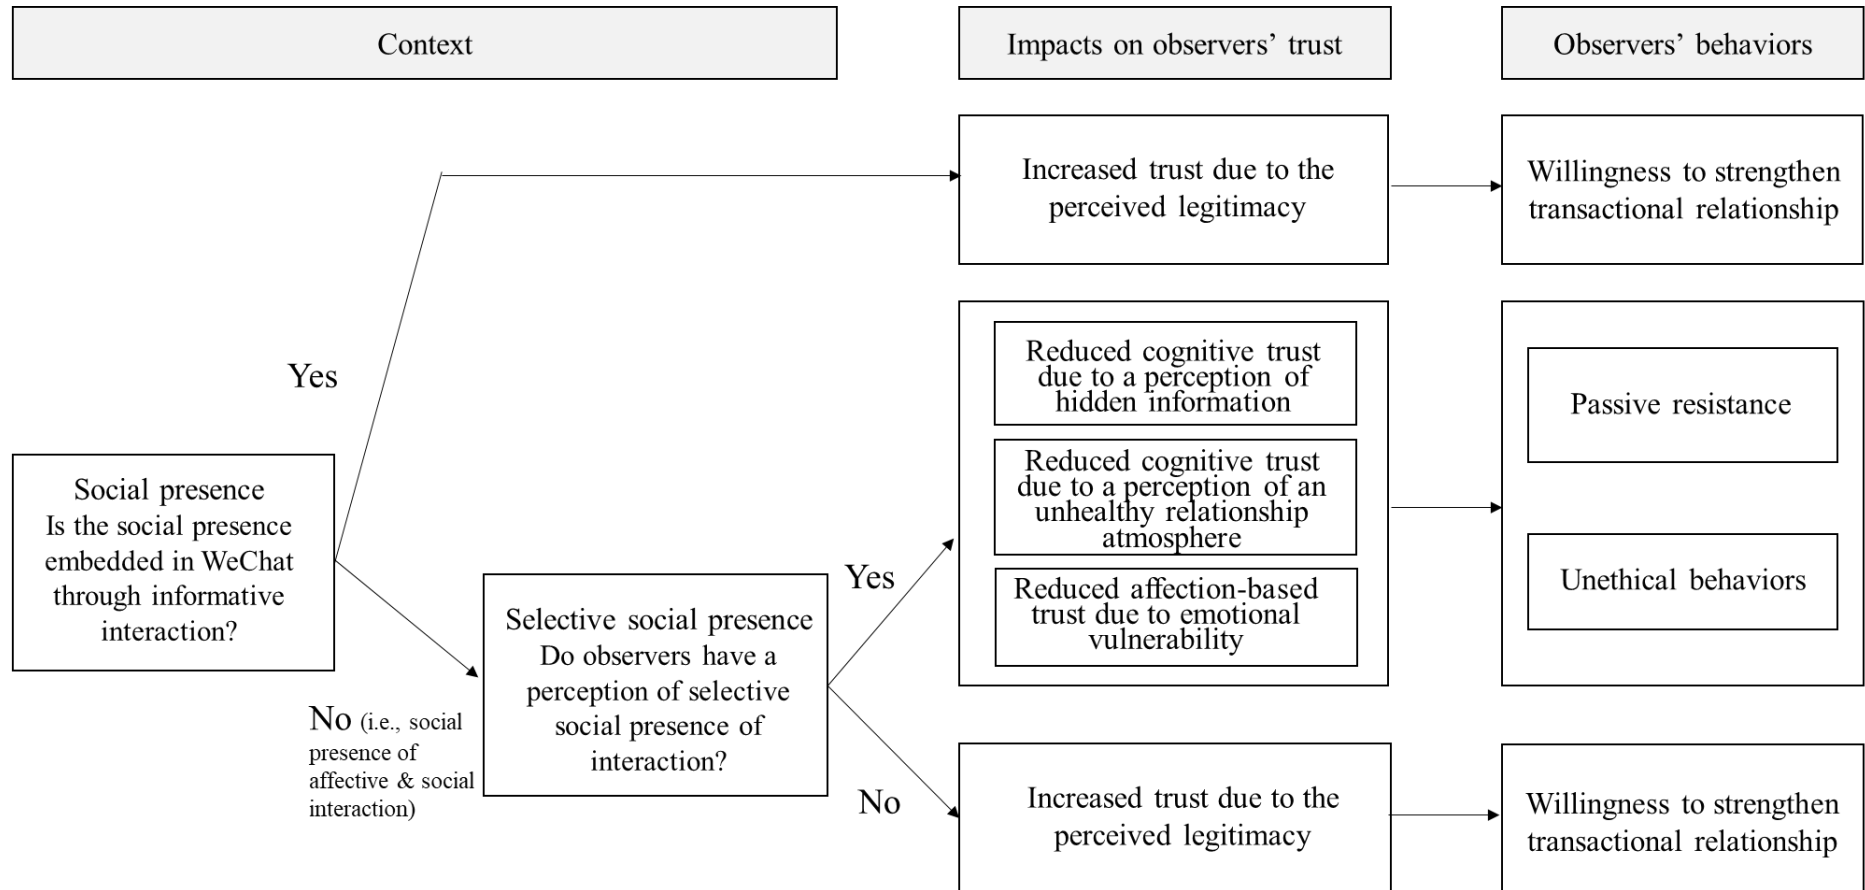 Context
Impacts on observers’ trust
Observers’ behaviors
Increased trust due to the
perceived legitimacy
Willingness to strengthen
transactional relationship
Yes
Social presence
Is the social presence
embedded in WeChat
through informative
interaction?
No (i.e., social
presence of
affective & social
interaction)
Selective social presence
Do observers have a
perception of selective
social presence of
interaction?
Yes
No
Reduced cognitive trust
due to a perception of
hidden information
Reduced cognitive trust
due to a perception of an
unhealthy relationship
atmosphere
Reduced affection-based
trust due to emotional
vulnerability
Passive resistance
Unethical behaviors
Increased trust due to the
perceived legitimacy
Willingness to strengthen
transactional relationship